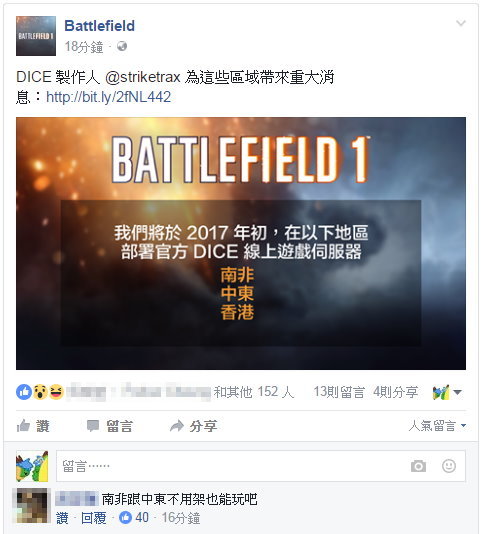 Battlefield
18分鐘 ·
DICE 製作人 @striketrax 為這些區域帶來重大消
息：http://bit.ly/2fNL442
BATTLEFIELD 1
BATTLEFIELD 1™
我們將於 2017 年初，在以下地區
部署官方 DICE 線上遊戲伺服器
南非
中東
香港
和其他 152 人 13則留言 4則分享
讚 留言 分享 人氣留言
留言......
南非跟中東不用架也能玩吧
讚 · 回覆 · 40 · 16分鐘